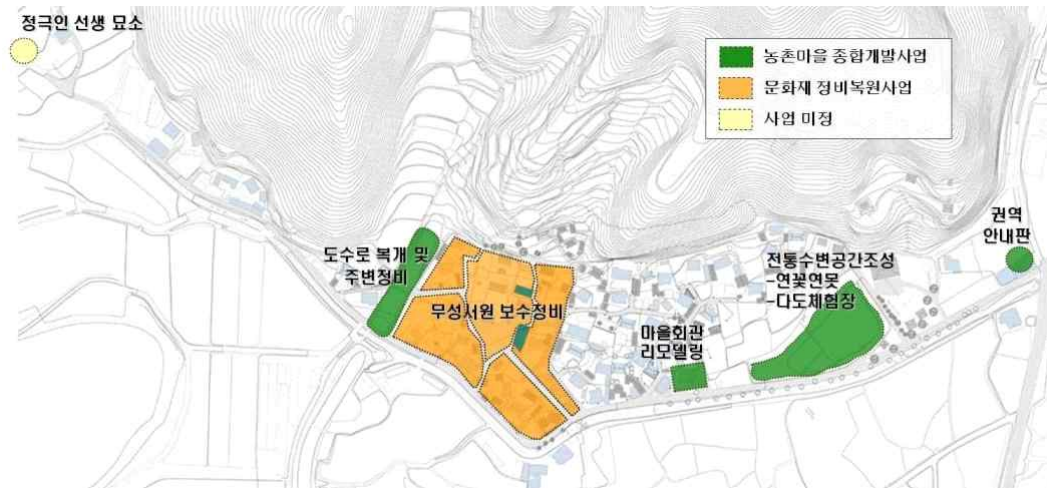 정극인 선생 묘소
농촌마을 종합개발사업
문화재 정비복원사업
사업 미정
도수로 복개 및
주변정비
무성서원 보수정비
마을회관
리모델링
전통수변공간조성
-연꽃연못
-다도체험장
권역
안내판